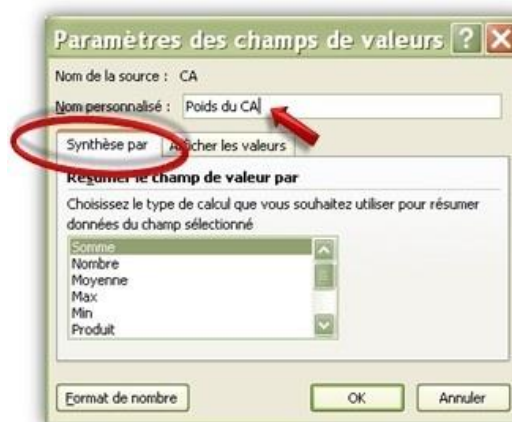 Paramètres des champs de valeurs
Nom de la source : CA
Nom personnalisé : Poids du CA
Synthèse par Afficher les valeurs
Résumer le champ de valeur par
Choisissez le type de calcul que vous souhaitez utiliser pour résumer
données du champ sélectionné
Somme
Nombre
Moyenne
Max
Min
Produit
Format de nombre OK Annuler